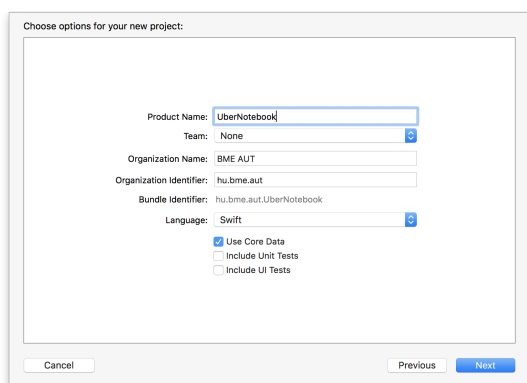 Choose options for your new project:
Product Name: UberNotebook
Team: None
Organization Name: BME AUT
Organization Identifier: hu.bme.aut
Bundle Identifier: hu.bme.aut.UberNotebook
Language: Swift
Use Core Data
Include Unit Tests
Include UI Tests
Cancel Previous Next